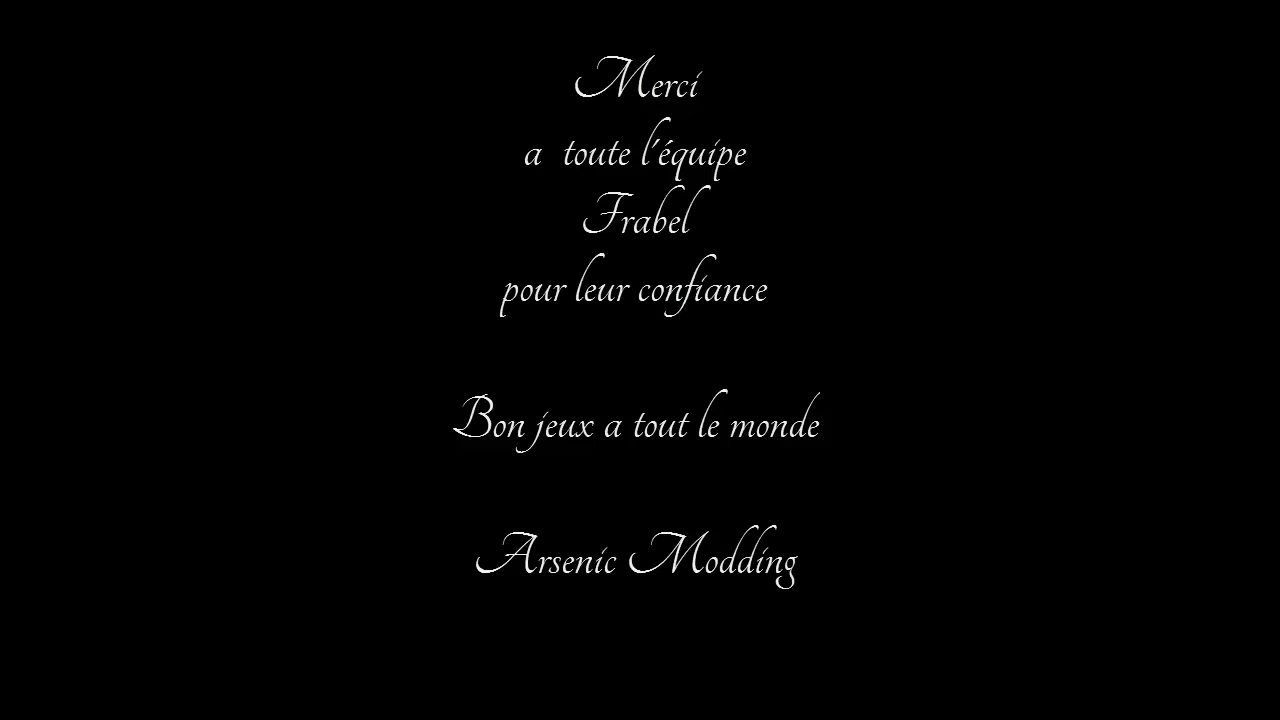 Merci
a toute l'équipe
Frabel
pour leur confiance
Bon jeux a tout le monde
Arsenic Modding